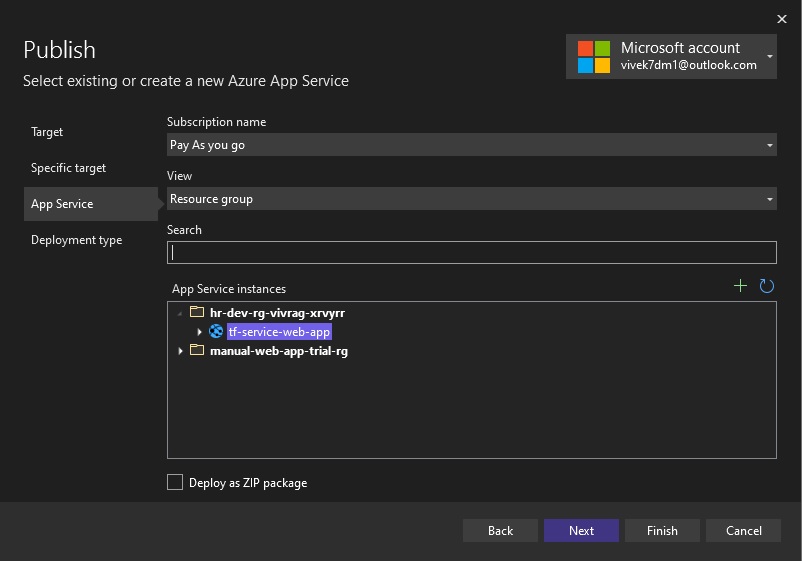 Publish
Select existing or create a new Azure App Service
Microsoft account
vivek7dm1@outlook.com
Target
Specific target
App Service
Deployment type
Subscription name
Pay As you go
View
Resource group
Search
App Service instances
hr-dev-rg-vivrag-xrvyrr
tf-service-web-app
manual-web-app-trial-rg
Deploy as ZIP package
Back
Next
Finish
Cancel